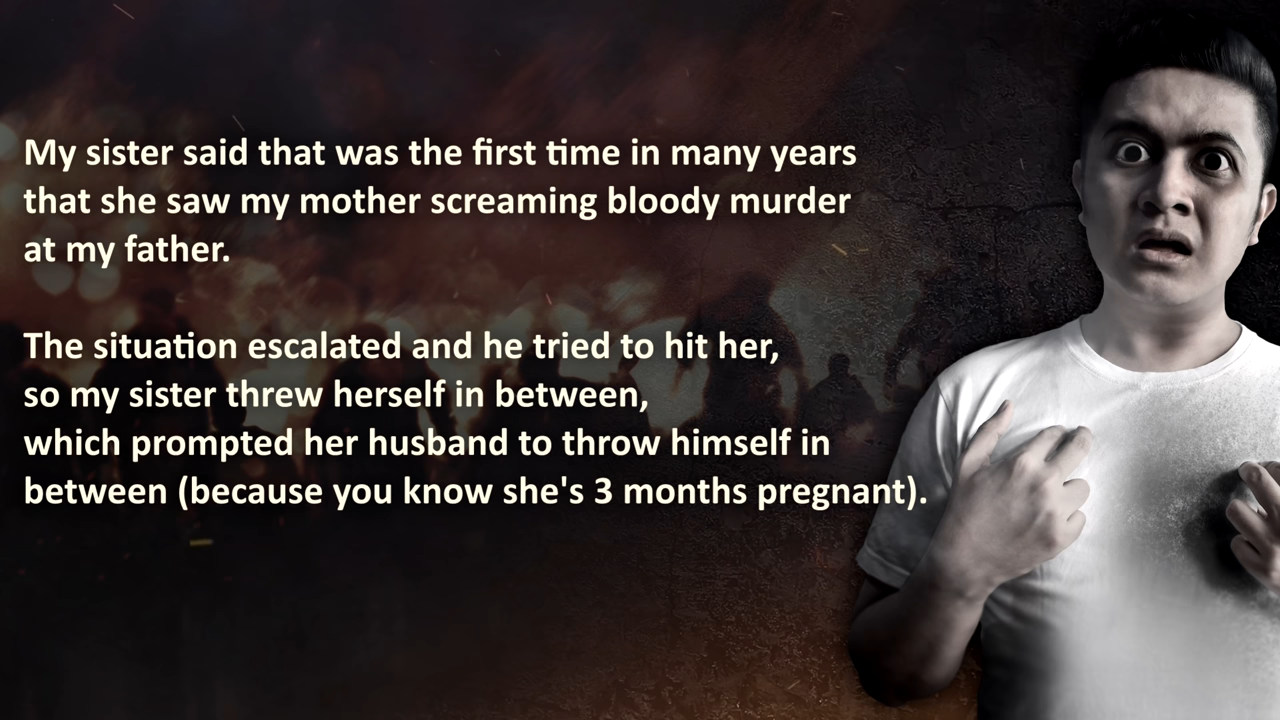 My sister said that was the first time in many years
that she saw my mother screaming bloody murder
at my father.
The situation escalated and he tried to hit her,
so my sister threw herself in between,
which prompted her husband to throw himself in
between (because you know she's 3 months pregnant).